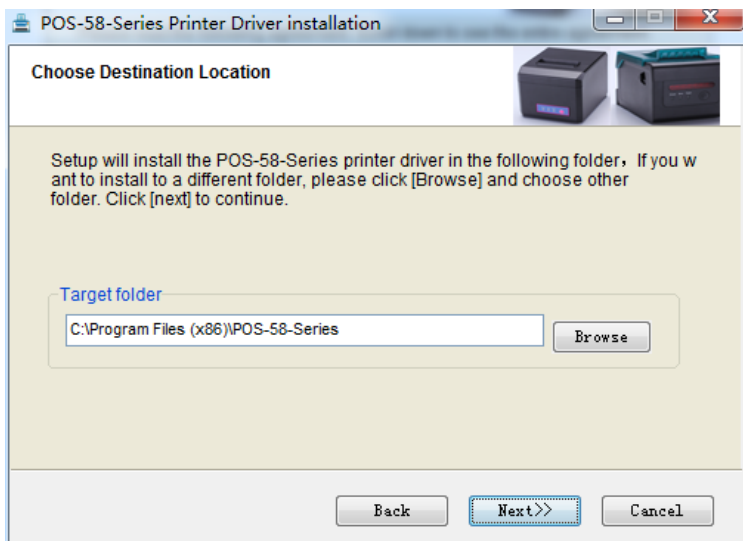 POS-58-Series Printer Driver installation
Choose Destination Location
Setup will install the POS-58-Series printer driver in the following folder，If you w
ant to install to a different folder, please click [Browse] and choose other
folder. Click [next] to continue.
Target folder
C:\Program Files (x86)\POS-58-Series
Browse
Back
Next>>
Cancel